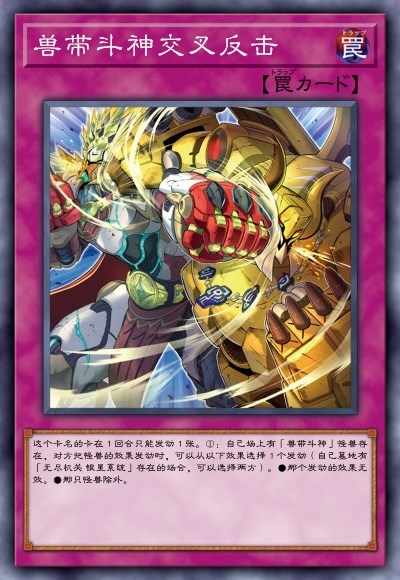 兽带斗神交叉反击
罠
トラップ
【罠カード】
トラップ
这个卡名的卡在1回合只能发动1张。①：自己场上有「兽带斗神」怪兽存
在，对方把怪兽的效果发动时，可以从以下效果选择1个发动（自己墓地有
「无尽机关 银星系统」存在的场合，可以选择两方）。●那个发动的效果无
效。●那只怪兽除外。